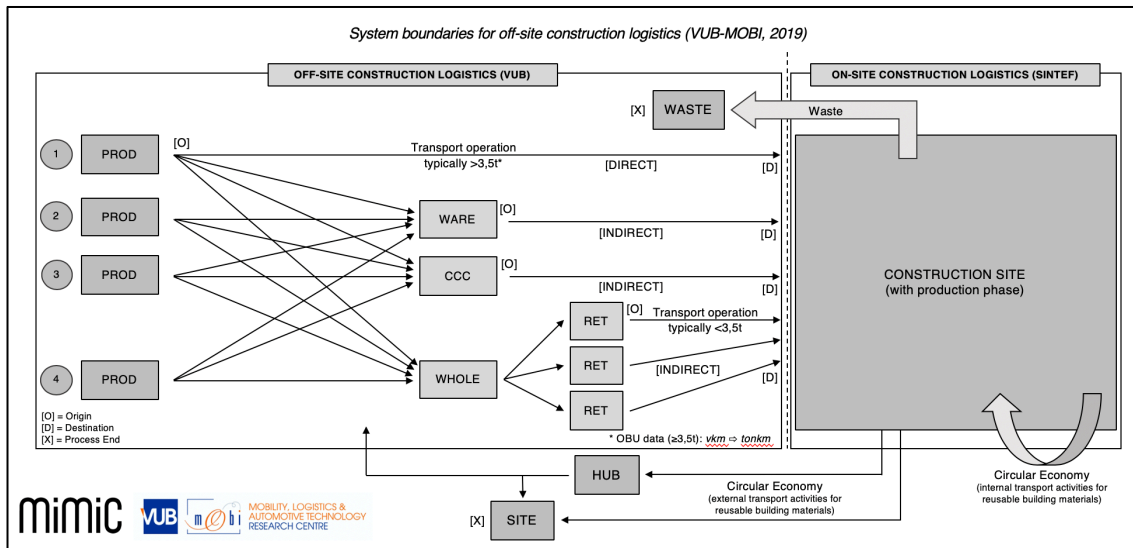 System boundaries for off-site construction logistics (VUB-MOBI, 2019)
OFF-SITE CONSTRUCTION LOGISTICS (VUB)
ON-SITE CONSTRUCTION LOGISTICS (SINTEF)
[X]
WASTE
Waste
1
PROD
[O]
Transport operation
typically >3,5t*
[DIRECT]
[D]
2
PROD
WARE
[O]
[INDIRECT]
[D]
3
PROD
CCC
[O]
[INDIRECT]
[D]
CONSTRUCTION SITE
(with production phase)
RET
[O]
Transport operation
typically <3,5t
4
PROD
WHOLE
RET
[INDIRECT]
[D]
RET
[O] = Origin
[D] = Destination
[X] = Process End
* OBU data (≥3,5t): vkm ⇨ tonkm
HUB
Circular Economy
(external transport activities for
reusable building materials)
Circular Economy
(internal transport activities for
reusable building materials)
[X]
SITE
mimic
VUB
mobi
MOBILITY, LOGISTICS &
AUTOMOTIVE TECHNOLOGY
RESEARCH CENTRE